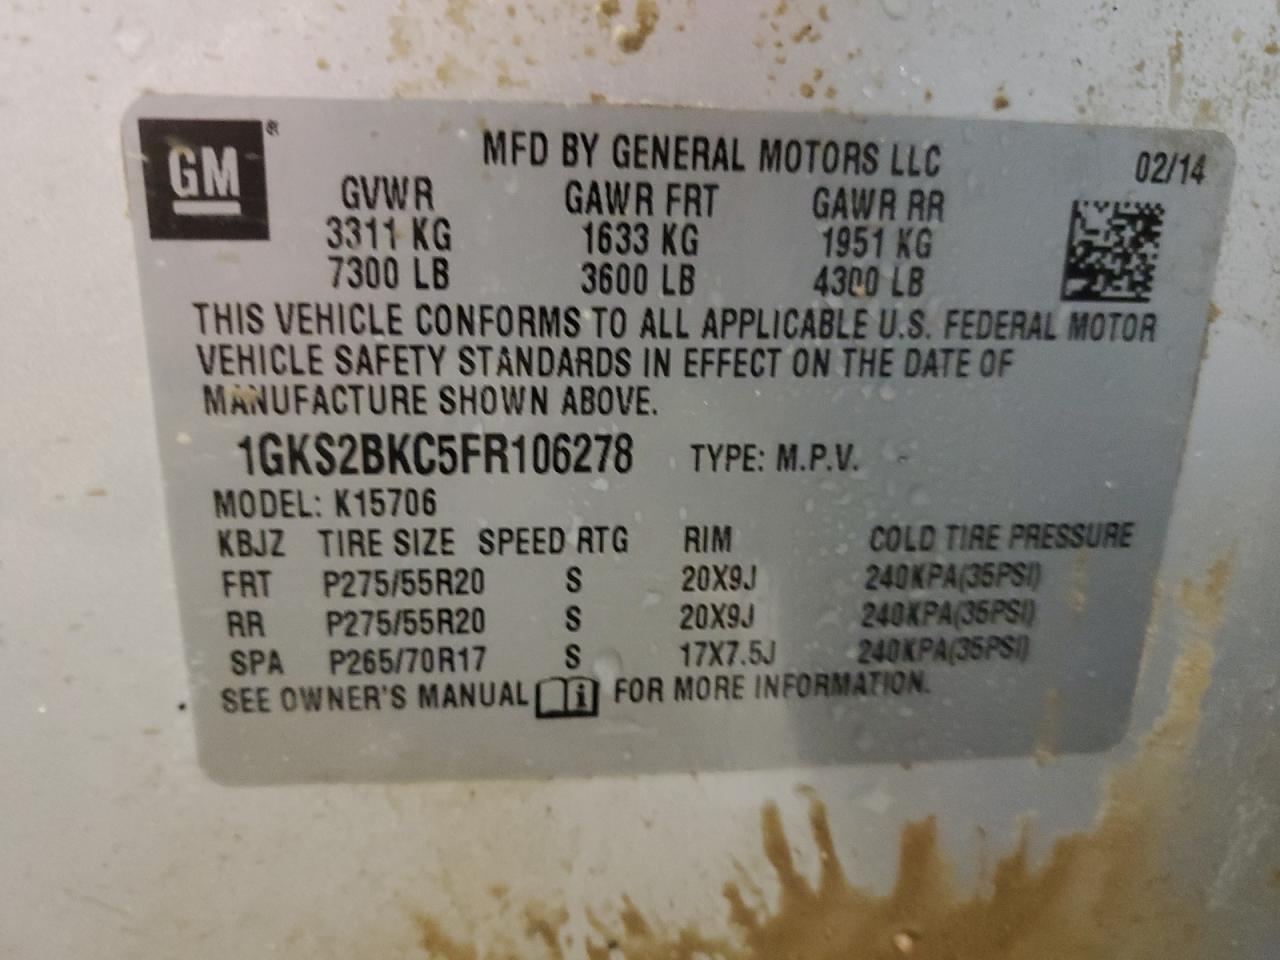 GM®
MFD BY GENERAL MOTORS LLC 02/14
GVWR GAWR FRT GAWR RR
3311 KG 1633 KG 1951 KG
7300 LB 3600 LB 4300 LB
THIS VEHICLE CONFORMS TO ALL APPLICABLE U.S. FEDERAL MOTOR
VEHICLE SAFETY STANDARDS IN EFFECT ON THE DATE OF
MANUFACTURE SHOWN ABOVE.
1GKS2BKC5FR106278 TYPE: M.P.V.
MODEL: K15706
KBJZ TIRE SIZE SPEED RTG RIM COLD TIRE PRESSURE
FRT P275/55R20 S 20X9J 240KPA(35PSI)
RR P275/55R20 S 20X9J 240KPA(35PSI)
SPA P265/70R17 S 17X7.5J 240KPA(35PSI)
SEE OWNER'S MANUAL i FOR MORE INFORMATION.